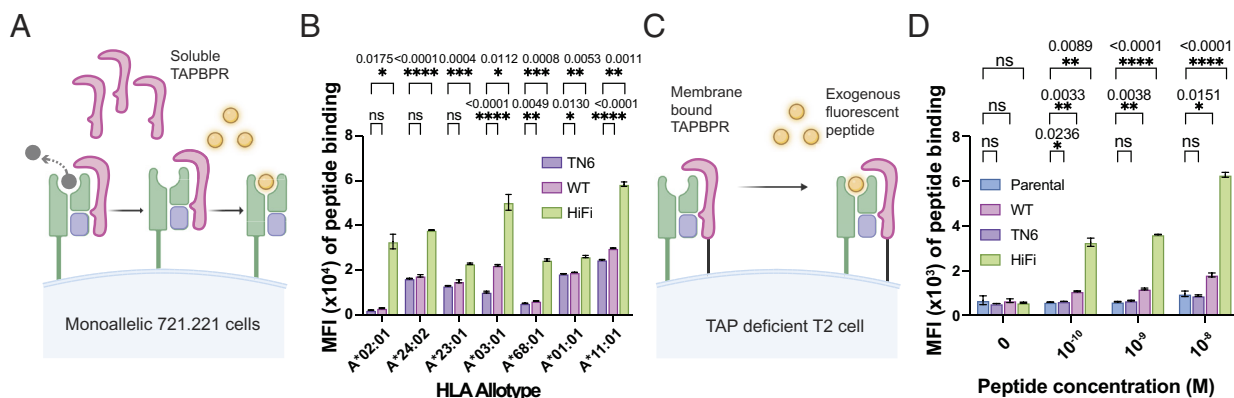 A
Soluble
TAPBPR
Monoallelic 721.221 cells
B
0.0175 <0.0001 0.0004 0.0112 0.0008 0.0053 0.0011
* **** *** * *** ** **
<0.0001 0.0049 0.0130 <0.0001
ns ns ns **** ** * ****
MFI (x10⁴) of peptide binding
8
6
4
2
0
TN6
WT
HiFi
A*02:01 A*24:02 A*23:01 A*03:01 A*68:01 A*01:01 A*11:01
HLA Allotype
C
Membrane
bound
TAPBPR
Exogenous
fluorescent
peptide
TAP deficient T2 cell
D
0.0089 <0.0001 <0.0001
ns ** **** ****
0.0033 0.0038 0.0151
ns ** ** *
0.0236
ns * ns ns
MFI (x10³) of peptide binding
8
6
4
2
0
Parental
WT
TN6
HiFi
0 10⁻¹⁰ 10⁻⁹ 10⁻⁸
Peptide concentration (M)